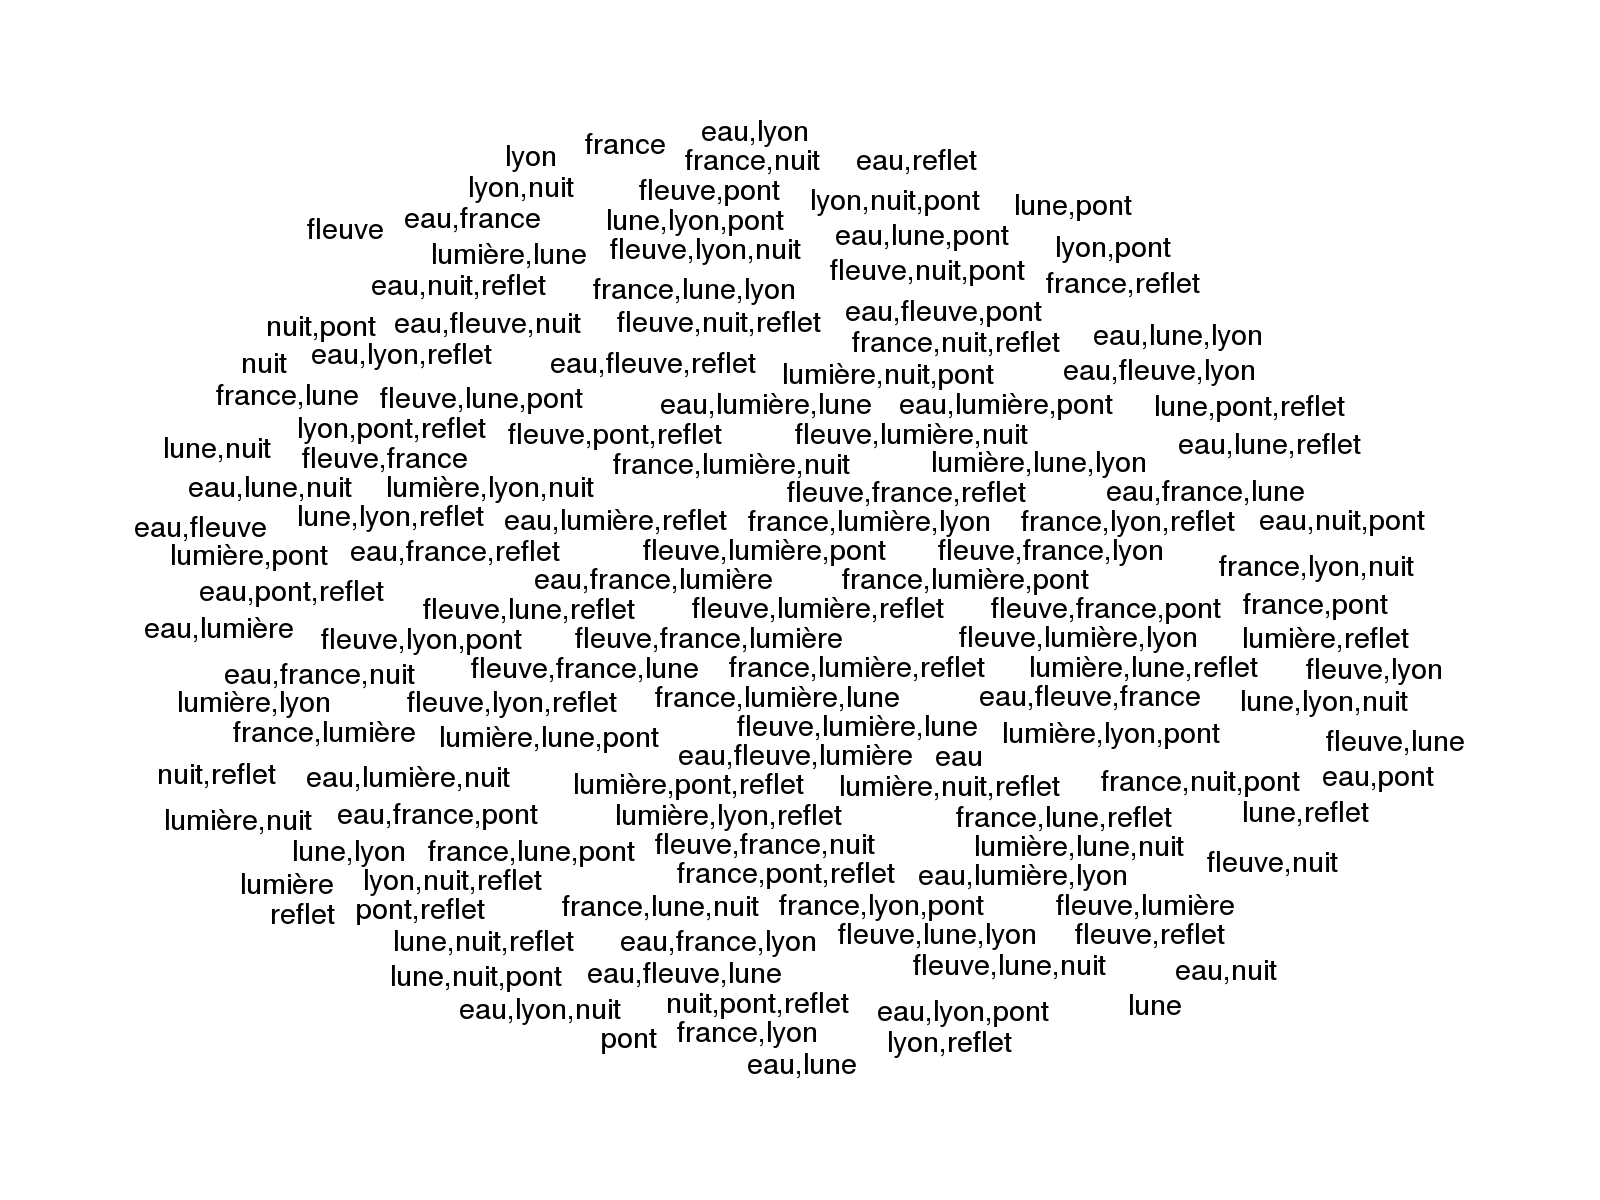 eau,lyon
lyon france
france,nuit eau,reflet
lyon,nuit fleuve,pont lyon,nuit,pont lune,pont
fleuve eau,france lune,lyon,pont eau,lune,pont
lumière,lune fleuve,lyon,nuit lyon,pont
eau,nuit,reflet france,lune,lyon fleuve,nuit,pont france,reflet
nuit,pont eau,fleuve,nuit fleuve,nuit,reflet eau,fleuve,pont
france,nuit,reflet eau,lune,lyon
nuit eau,lyon,reflet eau,fleuve,reflet lumière,nuit,pont eau,fleuve,lyon
france,lune fleuve,lune,pont eau,lumière,lune eau,lumière,pont lune,pont,reflet
lyon,pont,reflet fleuve,pont,reflet fleuve,lumière,nuit eau,lune,reflet
lune,nuit fleuve,france france,lumière,nuit lumière,lune,lyon
eau,lune,nuit lumière,lyon,nuit fleuve,france,reflet eau,france,lune
eau,fleuve lune,lyon,reflet eau,lumière,reflet france,lumière,lyon france,lyon,reflet eau,nuit,pont
lumière,pont eau,france,reflet fleuve,lumière,pont fleuve,france,lyon france,lyon,nuit
eau,pont,reflet eau,france,lumière france,lumière,pont
fleuve,lune,reflet fleuve,lumière,reflet fleuve,france,pont france,pont
eau,lumière fleuve,lyon,pont fleuve,france,lumière fleuve,lumière,lyon lumière,reflet
eau,france,nuit fleuve,france,lune france,lumière,reflet lumière,lune,reflet fleuve,lyon
lumière,lyon fleuve,lyon,reflet france,lumière,lune eau,fleuve,france lune,lyon,nuit
france,lumière lumière,lune,pont fleuve,lumière,lune lumière,lyon,pont fleuve,lune
eau,fleuve,lumière eau
nuit,reflet eau,lumière,nuit lumière,pont,reflet lumière,nuit,reflet france,nuit,pont eau,pont
lumière,nuit eau,france,pont lumière,lyon,reflet france,lune,reflet lune,reflet
lune,lyon france,lune,pont fleuve,france,nuit lumière,lune,nuit fleuve,nuit
lumière lyon,nuit,reflet france,pont,reflet eau,lumière,lyon
reflet pont,reflet france,lune,nuit france,lyon,pont fleuve,lumière
lune,nuit,reflet eau,france,lyon fleuve,lune,lyon fleuve,reflet
lune,nuit,pont eau,fleuve,lune fleuve,lune,nuit eau,nuit
eau,lyon,nuit nuit,pont,reflet eau,lyon,pont lune
pont france,lyon lyon,reflet
eau,lune